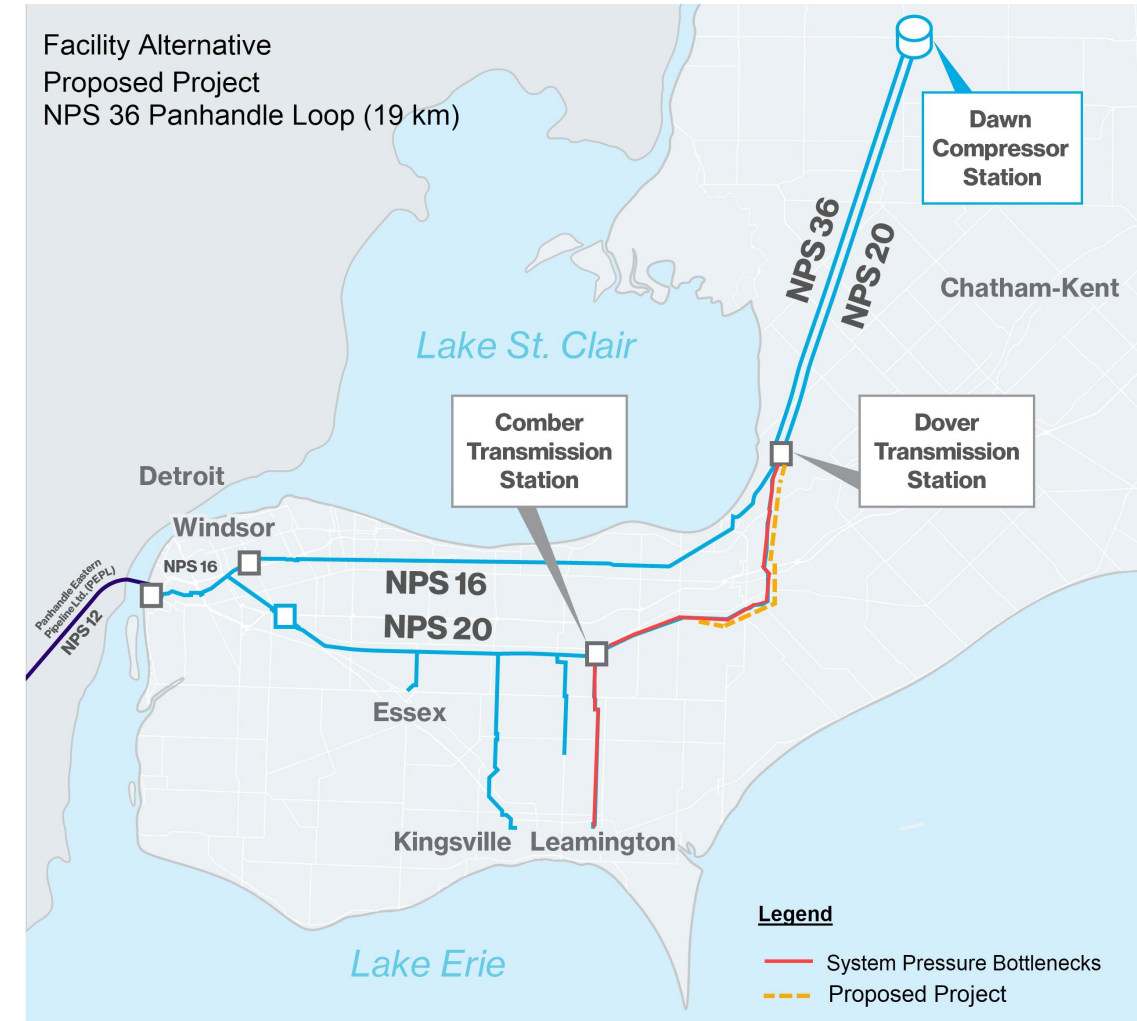 Facility Alternative
Proposed Project
NPS 36 Panhandle Loop (19 km)
Dawn
Compressor
Station
NPS 36
NPS 20
Chatham-Kent
Lake St. Clair
Comber
Transmission
Station
Dover
Transmission
Station
Detroit
Windsor
NPS 16
Panhandle Eastern
Pipeline Ltd. (PEPL)
NPS 12
NPS 16
NPS 20
Essex
Kingsville
Leamington
Lake Erie
Legend
System Pressure Bottlenecks
Proposed Project